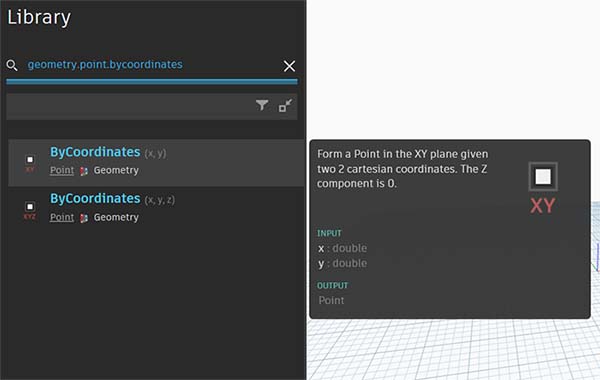 Library
geometry.point.bycoordinates
ByCoordinates (x, y)
XY
Point Geometry
ByCoordinates (x, y, z)
XYZ
Point Geometry
Form a Point in the XY plane given
two 2 cartesian coordinates. The Z
component is 0.
XY
INPUT
x : double
y : double
OUTPUT
Point